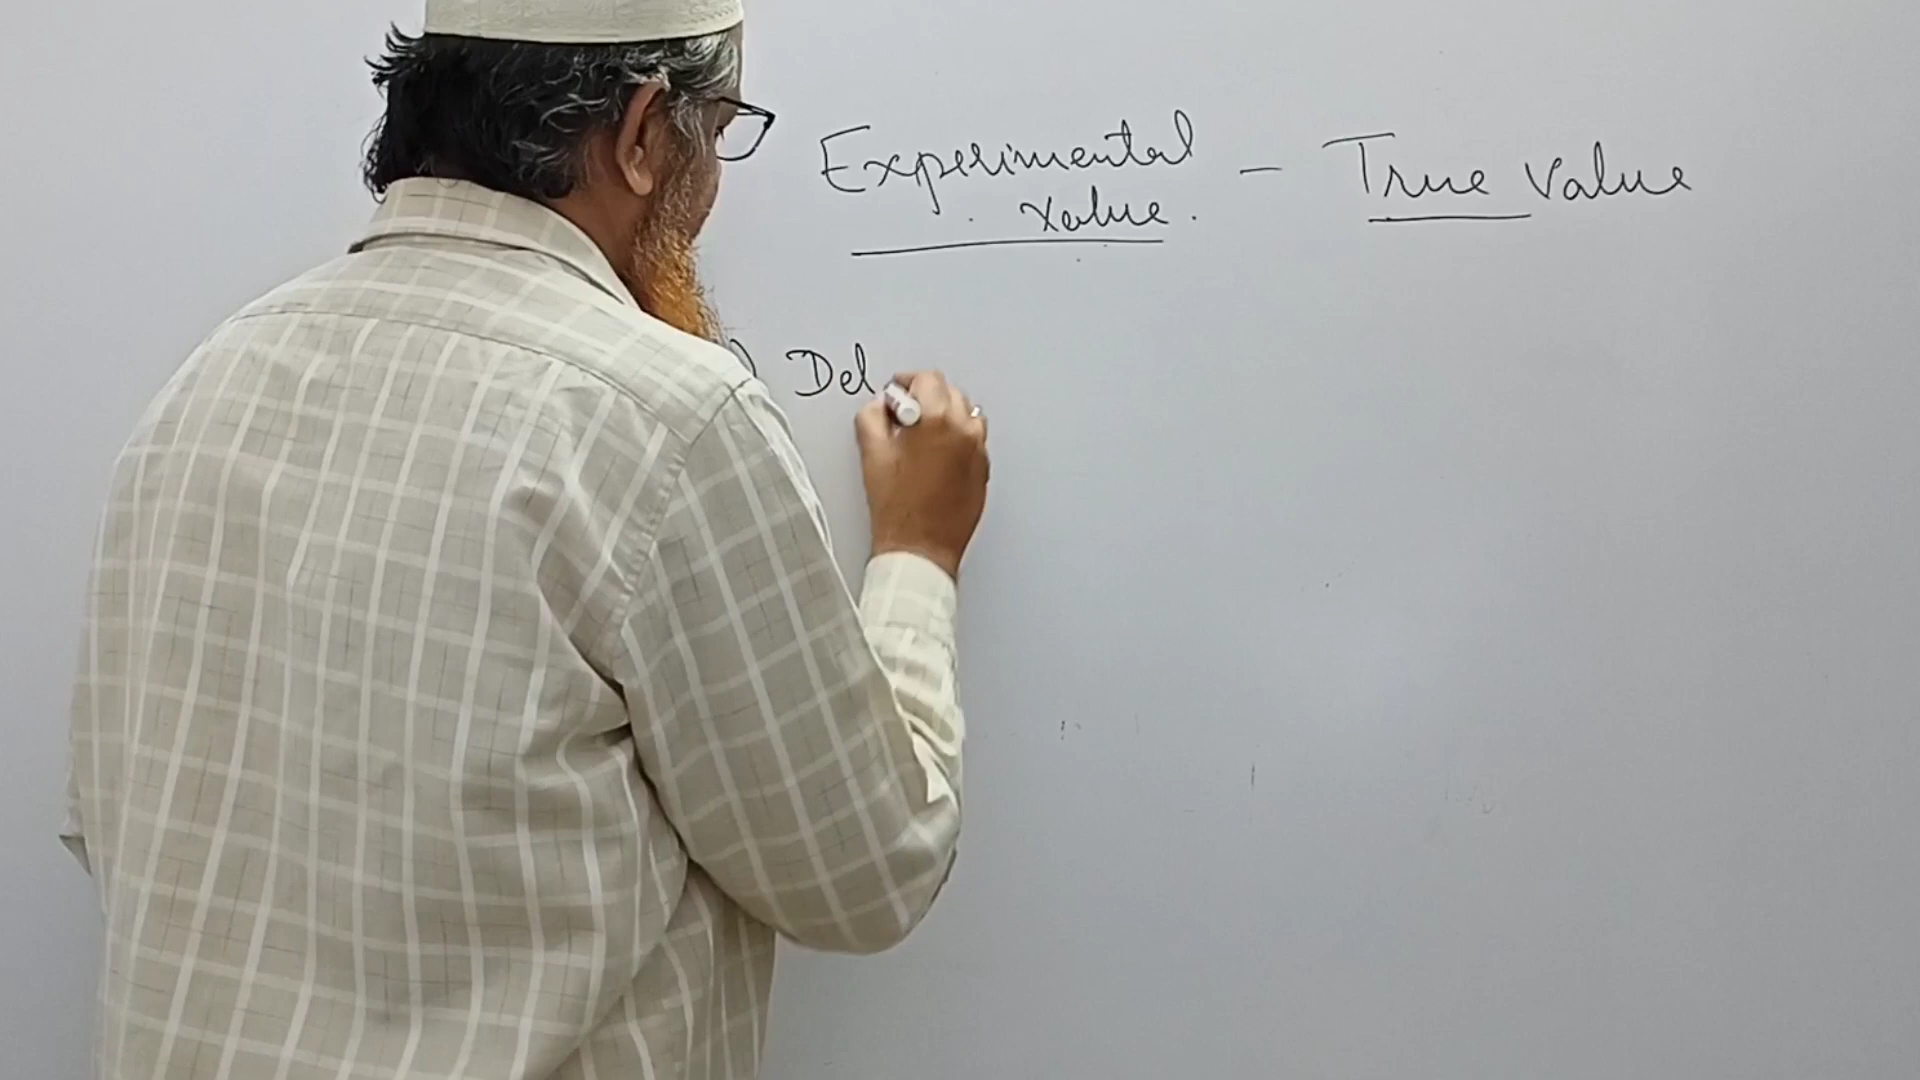 Experimental - True Value
Value.
) Del